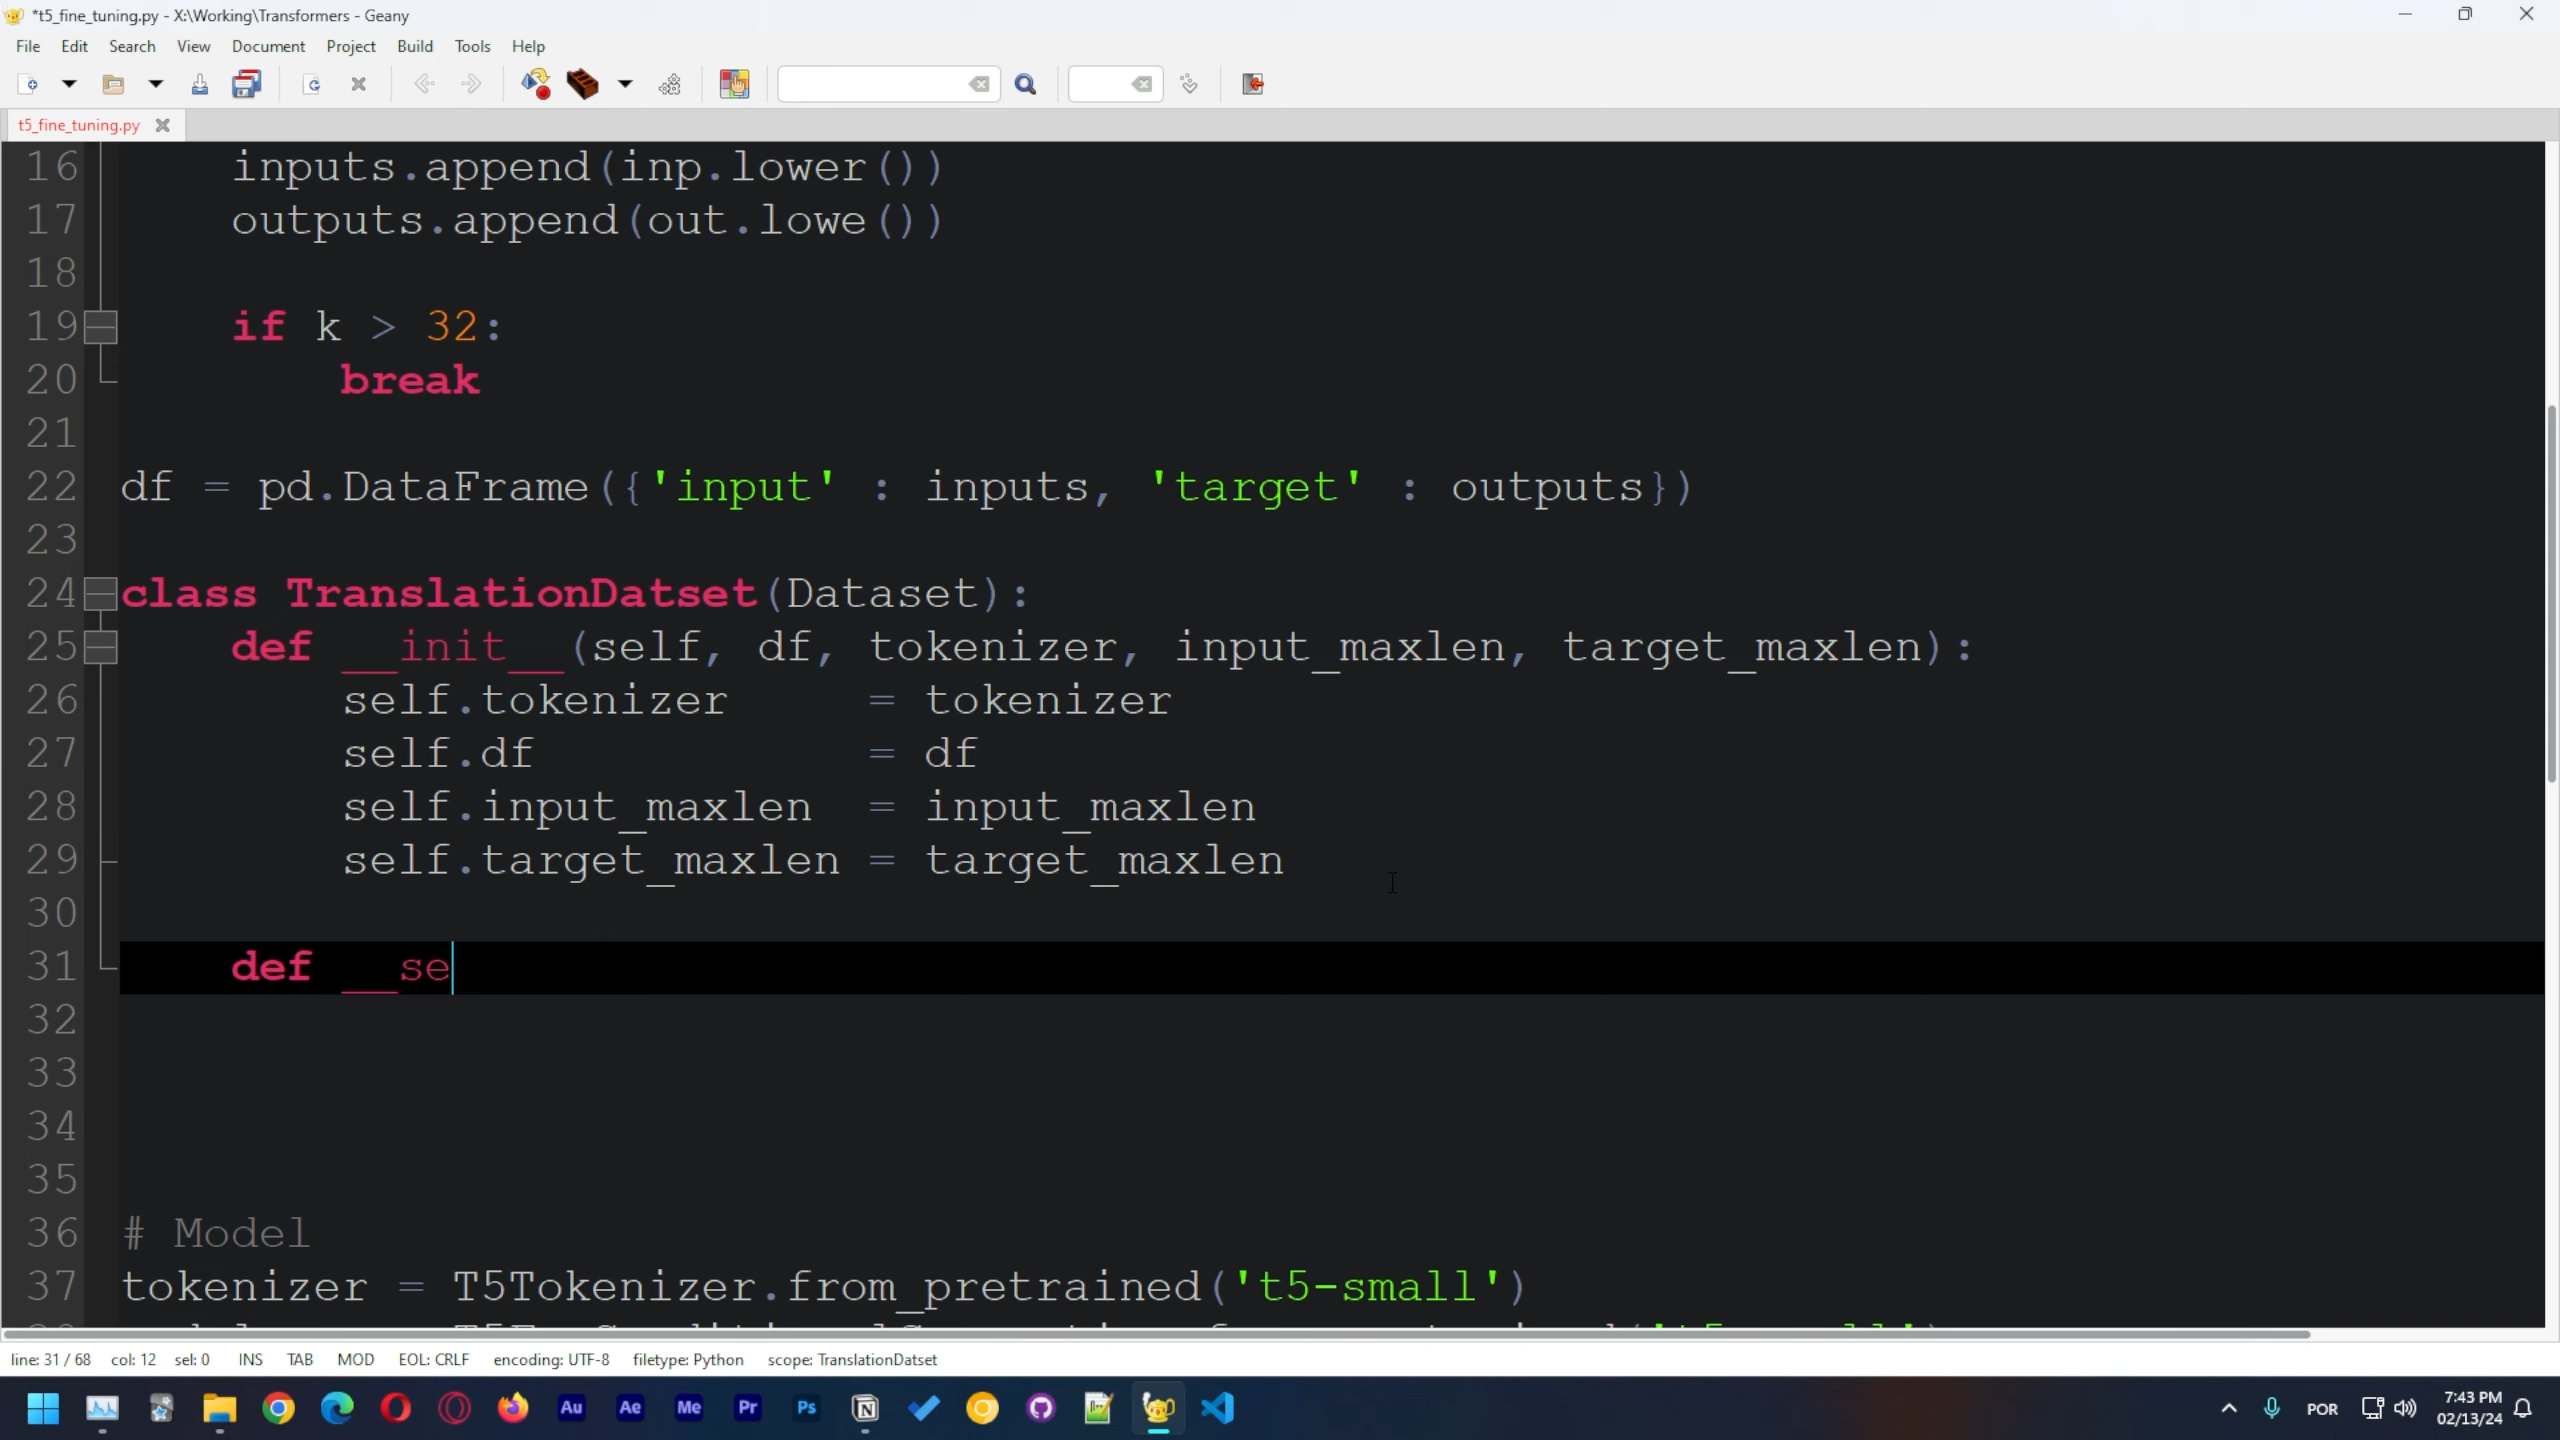 *t5_fine_tuning.py - X:\Working\Transformers - Geany
File Edit Search View Document Project Build Tools Help
t5_fine_tuning.py
16 inputs.append(inp.lower())
17 outputs.append(out.lowe())
18
19 if k > 32:
20 break
21
22 df = pd.DataFrame({'input' : inputs, 'target' : outputs})
23
24 class TranslationDatset(Dataset):
25 def __init__(self, df, tokenizer, input_maxlen, target_maxlen):
26 self.tokenizer = tokenizer
27 self.df = df
28 self.input_maxlen = input_maxlen
29 self.target_maxlen = target_maxlen
30
31 def __se
32
33
34
35
36 # Model
37 tokenizer = T5Tokenizer.from_pretrained('t5-small')
line: 31 / 68 col: 12 sel: 0 INS TAB MOD EOL: CRLF encoding: UTF-8 filetype: Python scope: TranslationDatset
Au Ae Me Pr Ps N POR 7:43 PM
02/13/24